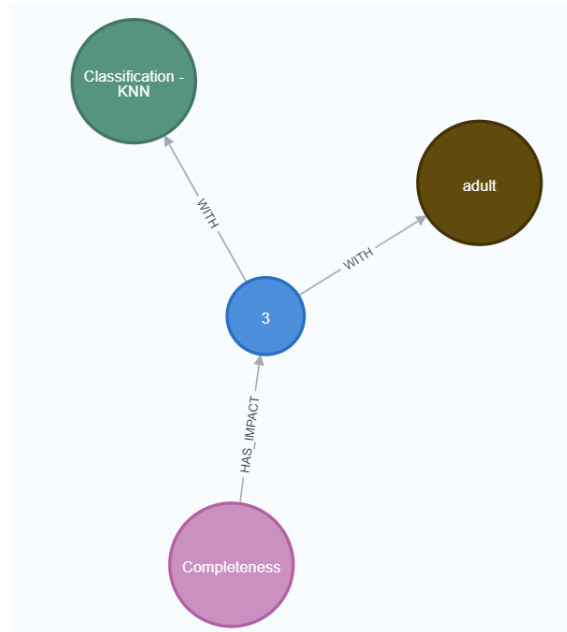 Classification -
KNN
adult
WITH
WITH
3
HAS_IMPACT
Completeness